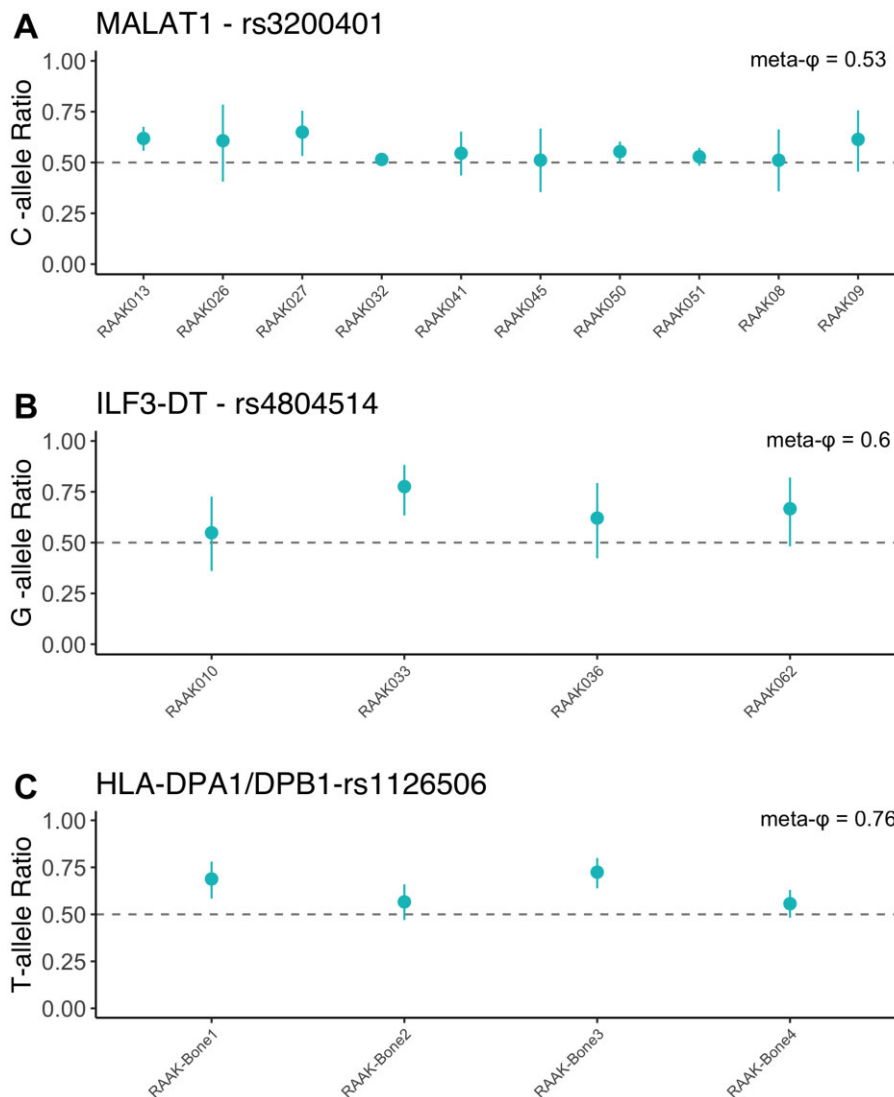 A MALAT1 - rs3200401
meta-φ = 0.53
C -allele Ratio
1.00
0.75
0.50
0.25
0.00
RAAK013 RAAK026 RAAK027 RAAK032 RAAK041 RAAK045 RAAK050 RAAK051 RAAK08 RAAK09
B ILF3-DT - rs4804514
meta-φ = 0.6
G -allele Ratio
1.00
0.75
0.50
0.25
0.00
RAAK010 RAAK033 RAAK036 RAAK062
C HLA-DPA1/DPB1-rs1126506
meta-φ = 0.76
T-allele Ratio
1.00
0.75
0.50
0.25
0.00
RAAK-Bone1 RAAK-Bone2 RAAK-Bone3 RAAK-Bone4